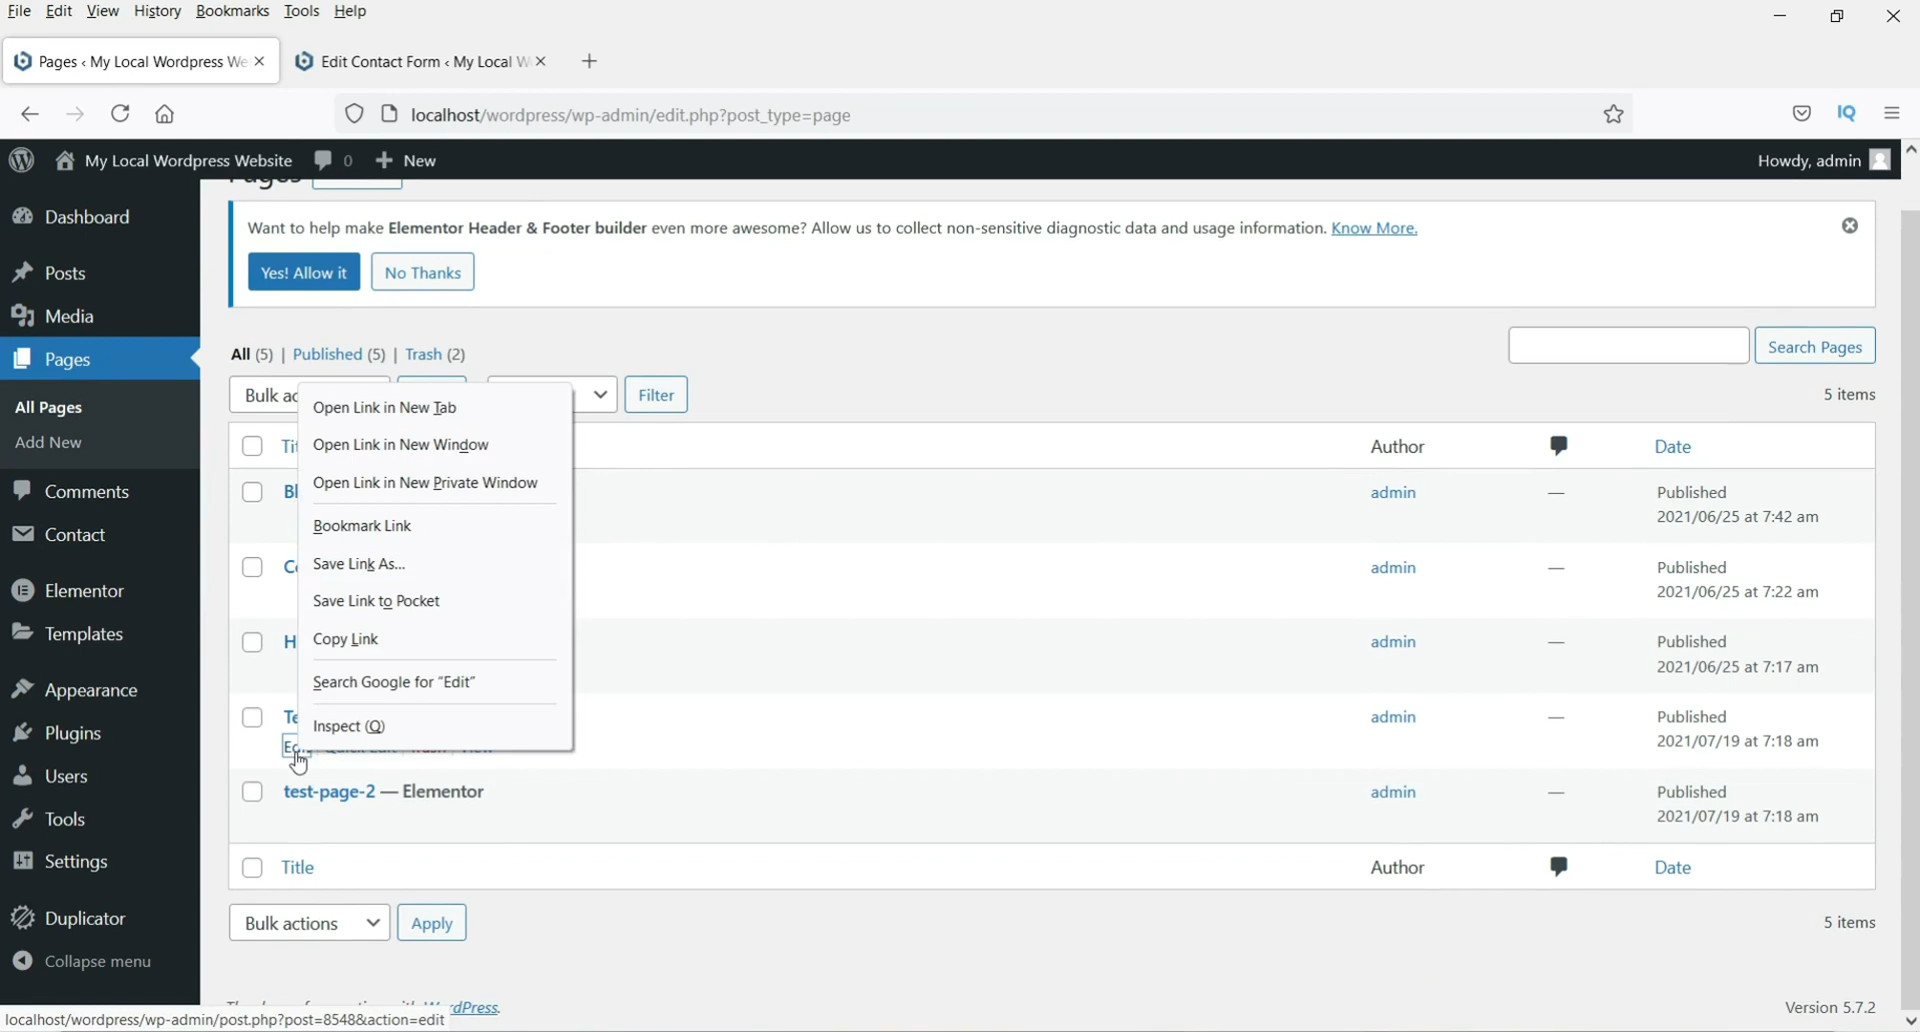 File Edit View History Bookmarks Tools Help
Pages ‹ My Local Wordpress We
Edit Contact Form ‹ My Local W
localhost/wordpress/wp-admin/edit.php?post_type=page
IQ
My Local Wordpress Website 0 New
Howdy, admin
Dashboard
Posts
Media
Pages
All Pages
Add New
Comments
Contact
Elementor
Templates
Appearance
Plugins
Users
Tools
Settings
Duplicator
Collapse menu
Pages
Want to help make Elementor Header & Footer builder even more awesome? Allow us to collect non-sensitive diagnostic data and usage information. Know More.
Yes! Allow it No Thanks
All (5) | Published (5) | Trash (2)
Search Pages
Bulk ac
Filter
5 items
Open Link in New Tab
Open Link in New Window
Open Link in New Private Window
Bookmark Link
Save Link As...
Save Link to Pocket
Copy Link
Search Google for "Edit"
Inspect (Q)
Author Date
admin — Published
2021/06/25 at 7:42 am
admin — Published
2021/06/25 at 7:22 am
admin — Published
2021/06/25 at 7:17 am
admin — Published
2021/07/19 at 7:18 am
test-page-2 — Elementor admin — Published
2021/07/19 at 7:18 am
Title Author Date
Bulk actions Apply
5 items
dPress.
Version 5.7.2
localhost/wordpress/wp-admin/post.php?post=8548&action=edit